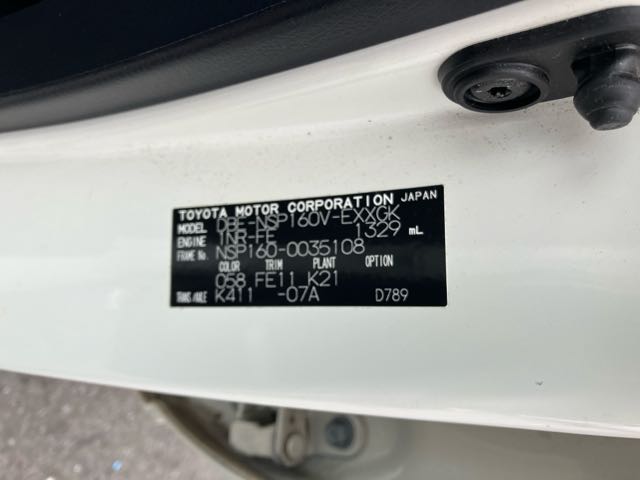 TOYOTA MOTOR CORPORATION JAPAN
MODEL DBE-NSP160V-EXXGK
ENGINE 1NR-FE 1329 mL
FRAME No. NSP160-0035108
COLOR TRIM PLANT OPTION
058 FE11 K21
TRANS/AXLE K411 -07A D789